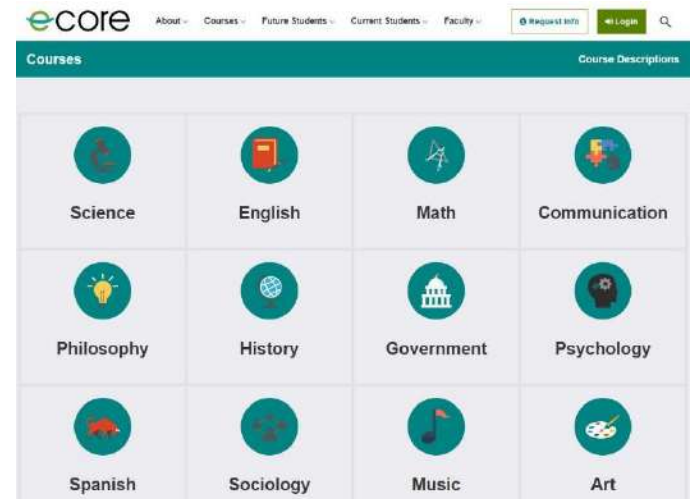 ecore About Courses Future Students Current Students Faculty Request Info Login
Courses Course Descriptions
Science English Math Communication
Philosophy History Government Psychology
Spanish Sociology Music Art